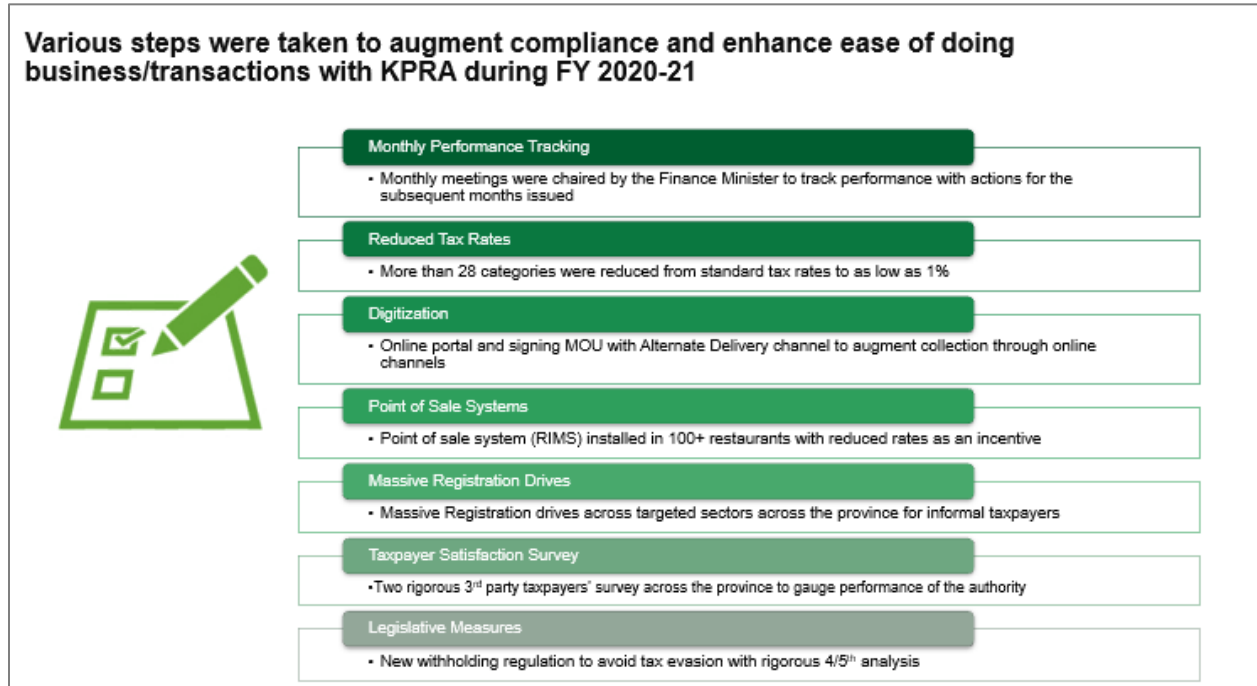 Various steps were taken to augment compliance and enhance ease of doing
business/transactions with KPRA during FY 2020-21
Monthly Performance Tracking
▪ Monthly meetings were chaired by the Finance Minister to track performance with actions for the
subsequent months issued
Reduced Tax Rates
▪ More than 28 categories were reduced from standard tax rates to as low as 1%
Digitization
▪ Online portal and signing MOU with Alternate Delivery channel to augment collection through online
channels
Point of Sale Systems
▪ Point of sale system (RIMS) installed in 100+ restaurants with reduced rates as an incentive
Massive Registration Drives
▪ Massive Registration drives across targeted sectors across the province for informal taxpayers
Taxpayer Satisfaction Survey
▪Two rigorous 3rd party taxpayers' survey across the province to gauge performance of the authority
Legislative Measures
▪ New withholding regulation to avoid tax evasion with rigorous 4/5th analysis